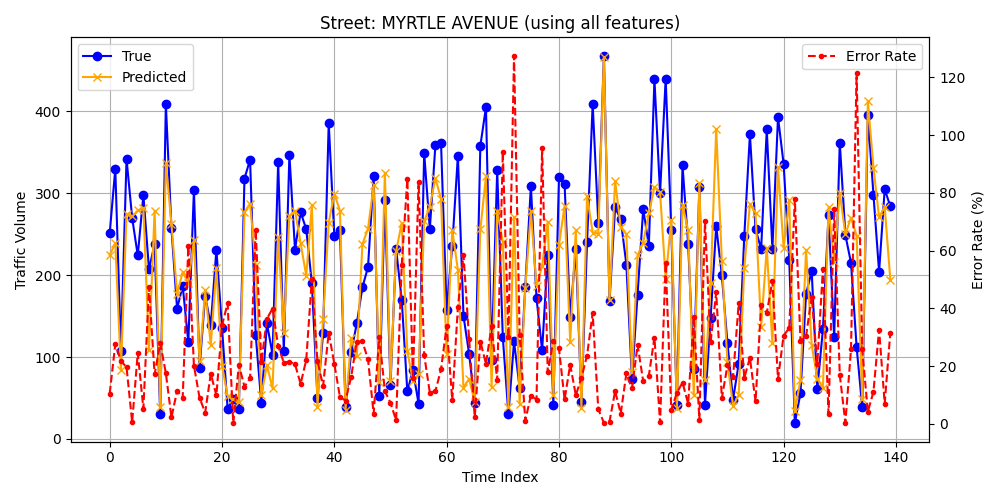 Street: MYRTLE AVENUE (using all features)
True
Predicted
Error Rate
Traffic Volume
400
300
200
100
0
120
100
80
60
40
20
0
Error Rate (%)
0 20 40 60 80 100 120 140
Time Index